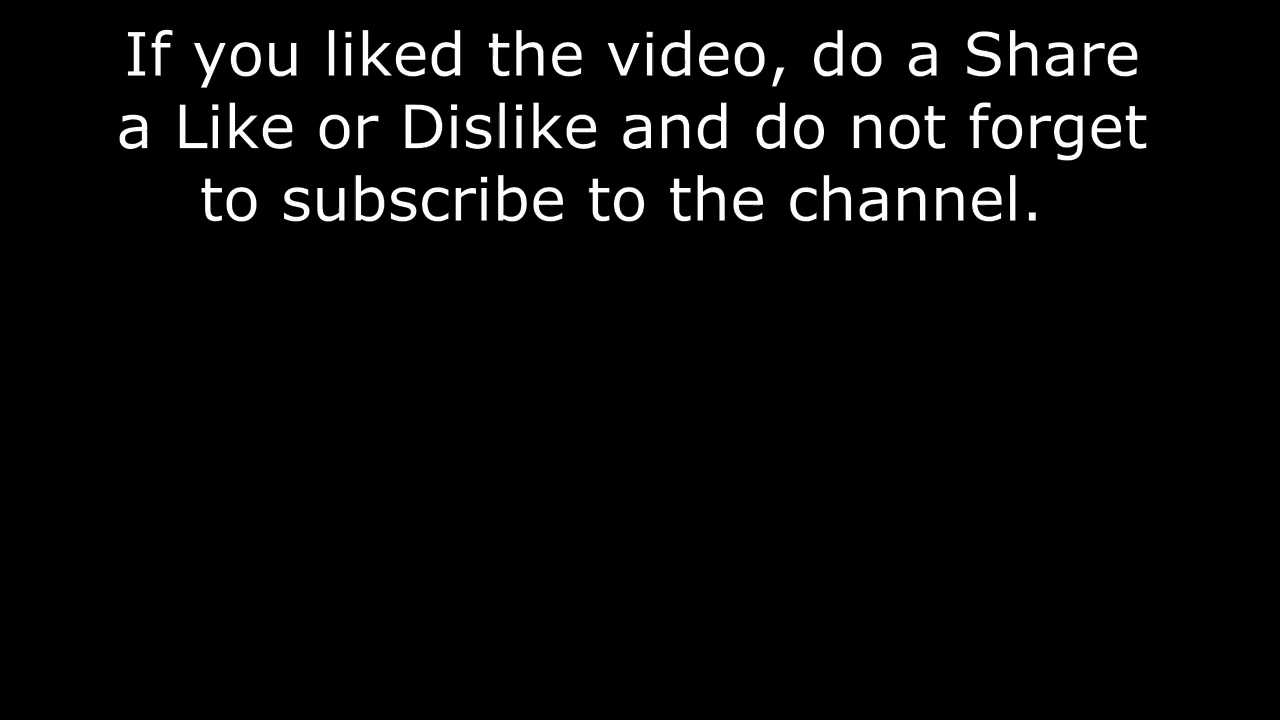 If you liked the video, do a Share
a Like or Dislike and do not forget
to subscribe to the channel.